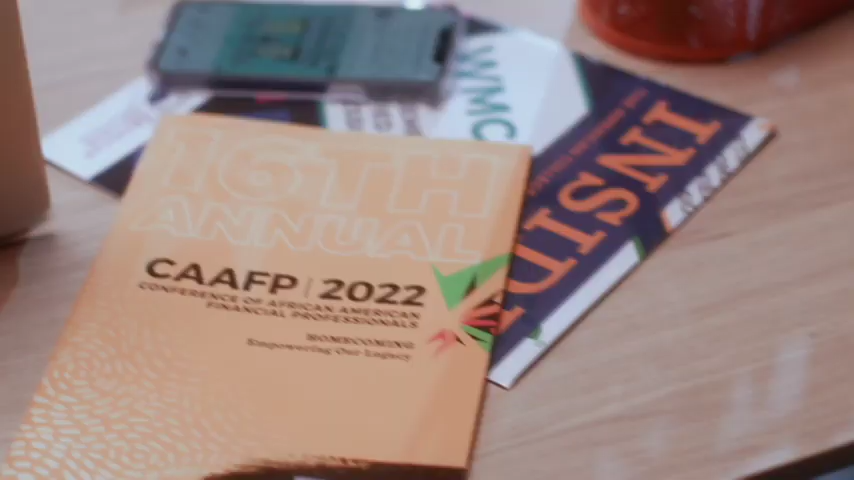 16TH
ANNUAL
CAAFP | 2022
CONFERENCE OF AFRICAN AMERICAN
FINANCIAL PROFESSIONALS
HOMECOMING
Empowering Our Legacy
WMC
INSID